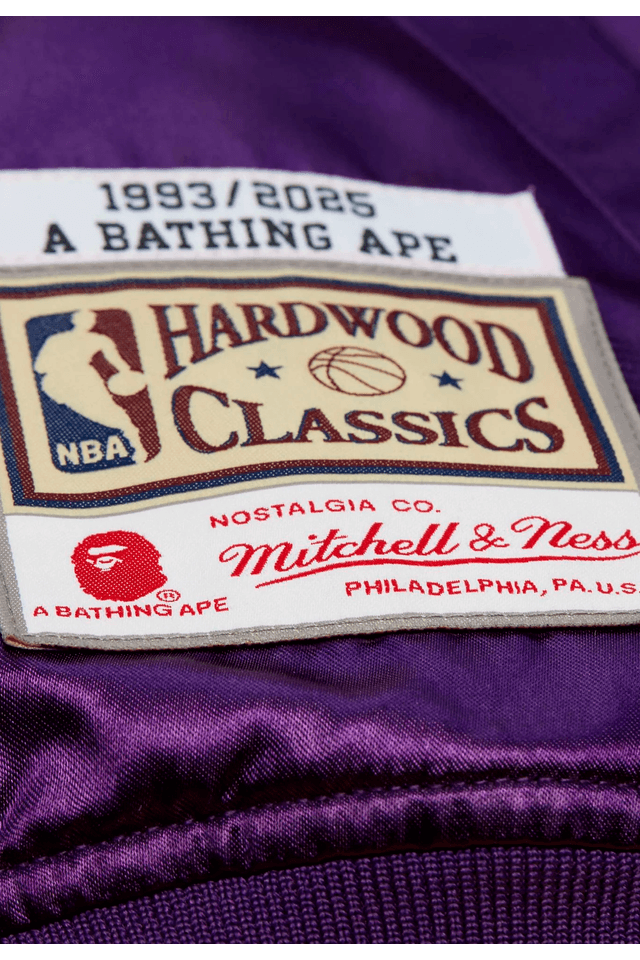 1993/2025
A BATHING APE
HARDWOOD
CLASSICS
NBA
NOSTALGIA CO.
Mitchell & Ness
PHILADELPHIA, PA. U.S.
A BATHING APE®